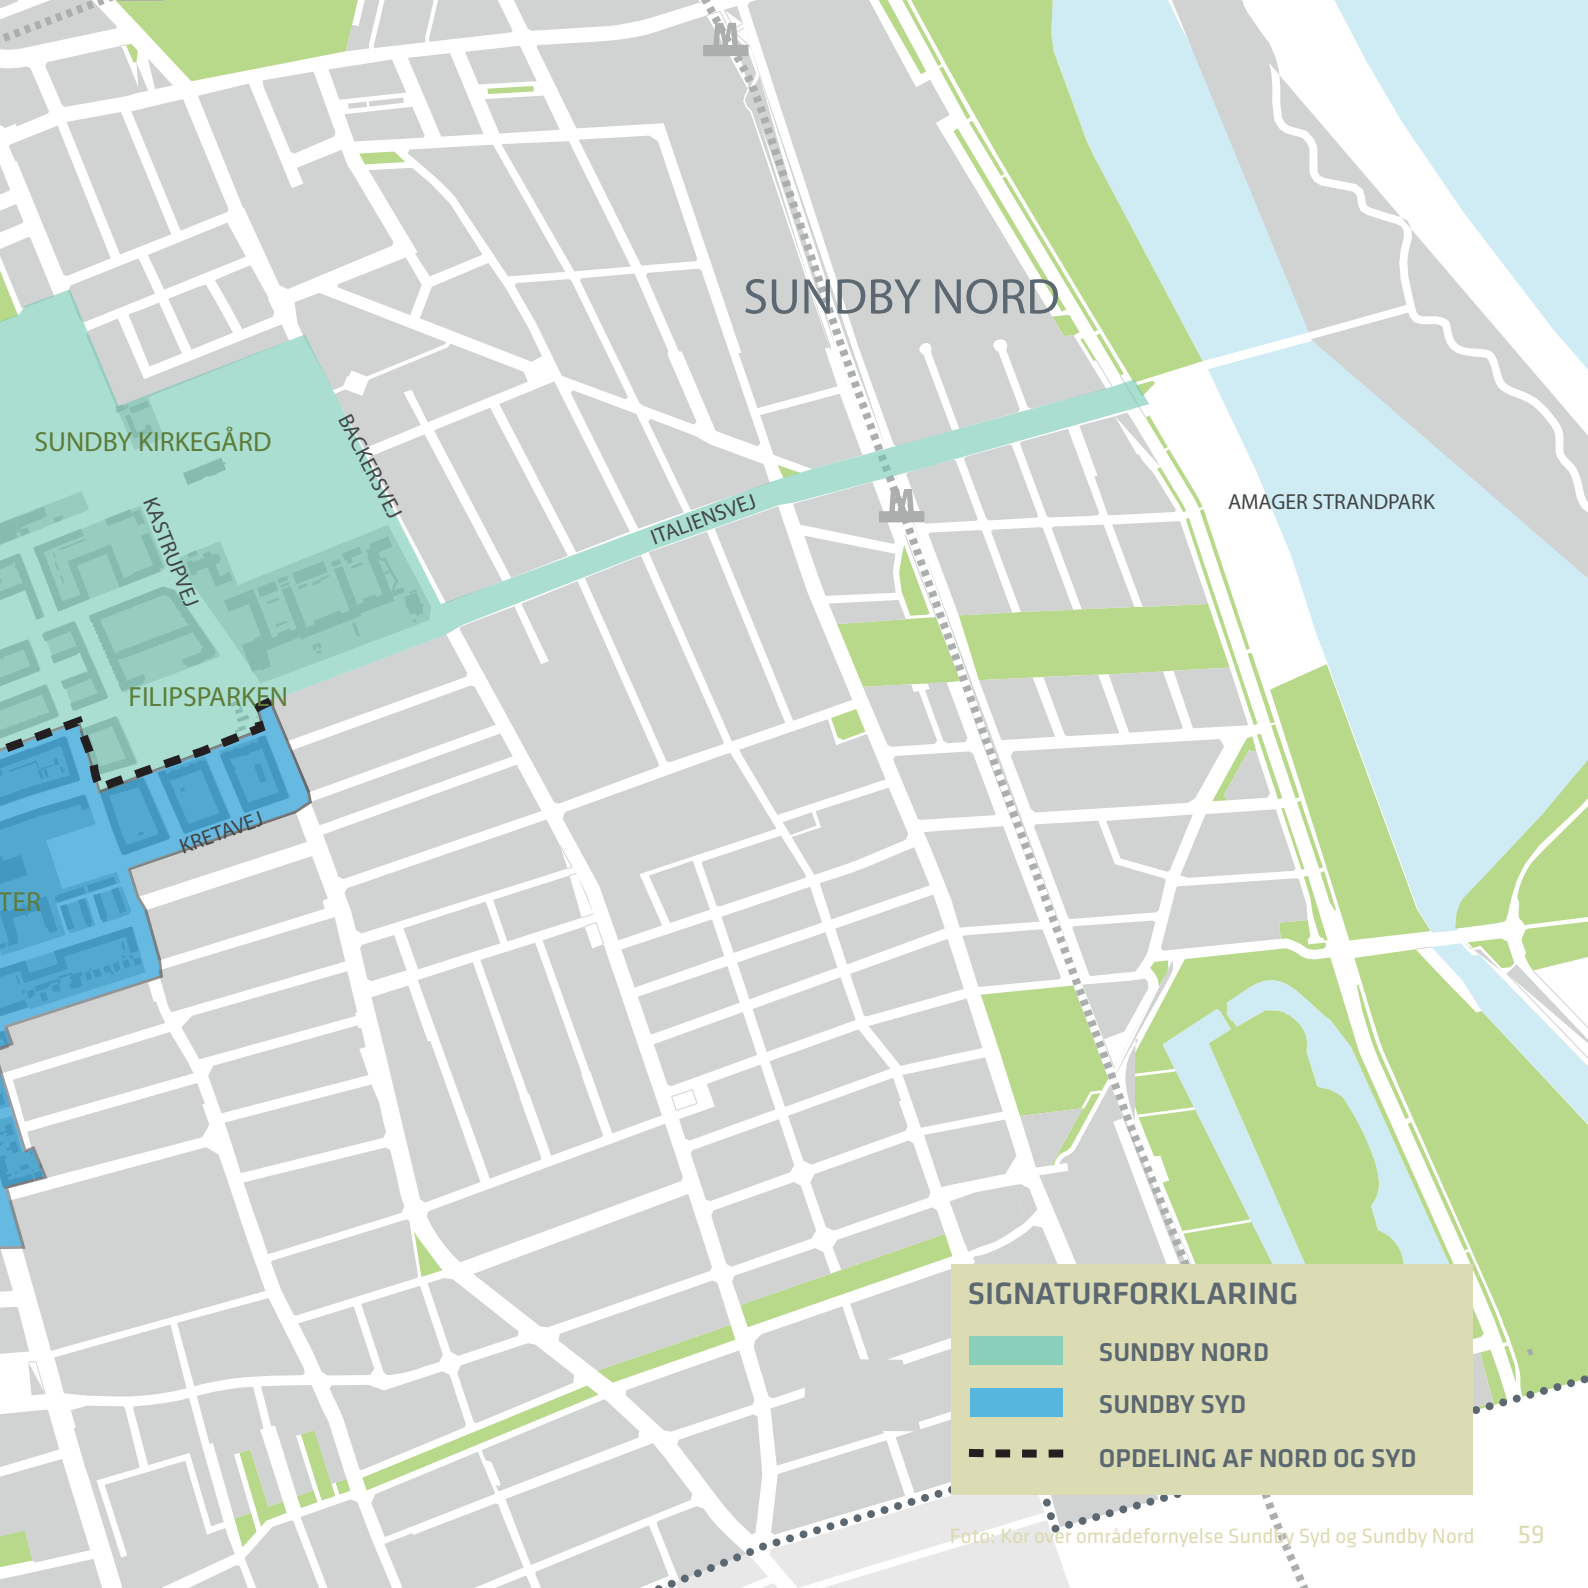 M
SUNDBY NORD
SUNDBY KIRKEGÅRD
BACKERSVEJ
KASTRUPVEJ
ITALIENSVEJ
M
AMAGER STRANDPARK
FILIPSPARKEN
KRETAVEJ
TER
SIGNATURFORKLARING
SUNDBY NORD
SUNDBY SYD
OPDELING AF NORD OG SYD
Foto: Kor over områdefornyelse Sundby Syd og Sundby Nord 59